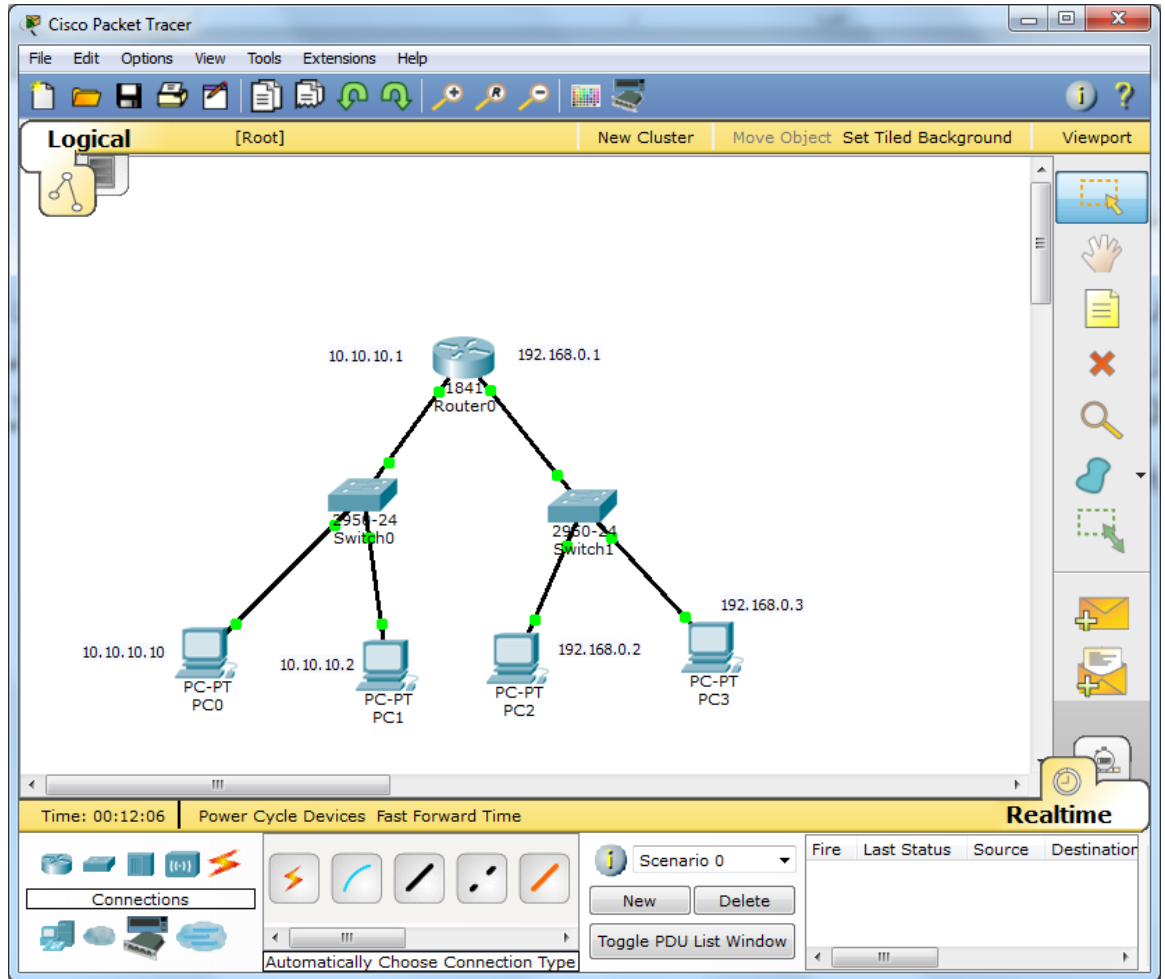 Cisco Packet Tracer
File Edit Options View Tools Extensions Help
Logical [Root] New Cluster Move Object Set Tiled Background Viewport
10.10.10.1
192.168.0.1
1841
Router0
2950-24
Switch0
2950-24
Switch1
10.10.10.10
PC-PT
PC0
10.10.10.2
PC-PT
PC1
192.168.0.2
PC-PT
PC2
192.168.0.3
PC-PT
PC3
Time: 00:12:06 Power Cycle Devices Fast Forward Time Realtime
Connections
Automatically Choose Connection Type
Scenario 0
New Delete
Toggle PDU List Window
Fire Last Status Source Destination